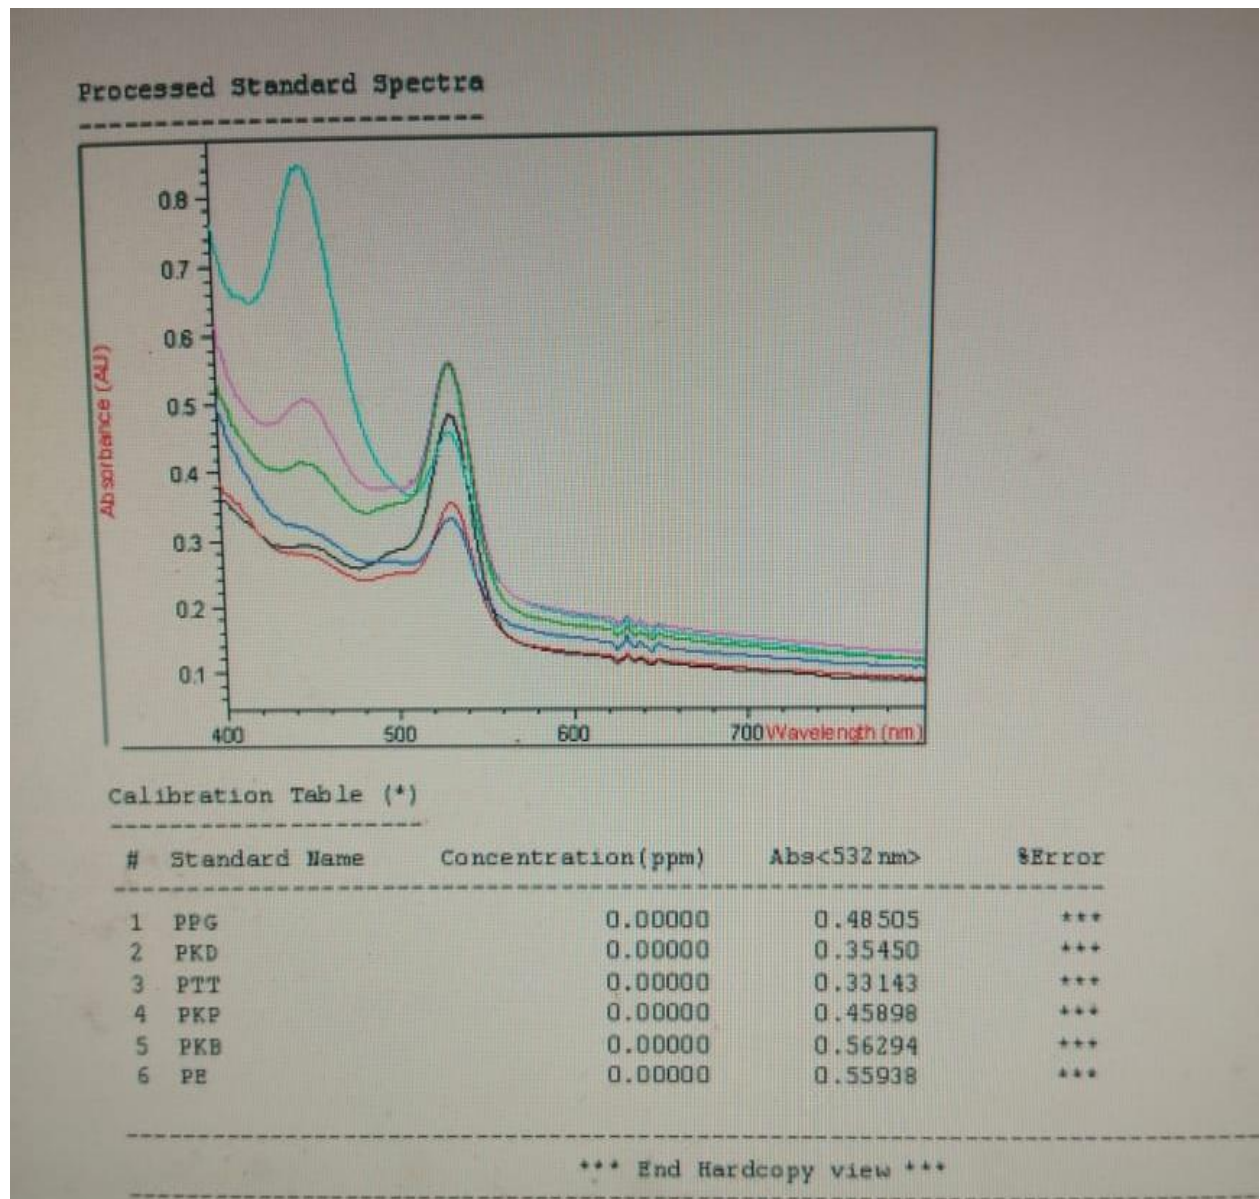 Processed Standard Spectra
Absorbance (AU)
0.8
0.7
0.6
0.5
0.4
0.3
0.2
0.1
400 500 600 700 Wavelength (nm)
Calibration Table (*)
# Standard Name Concentration(ppm) Abs<532nm> %Error
1 PPG 0.00000 0.48505 ***
2 PKD 0.00000 0.35450 ***
3 PTT 0.00000 0.33143 ***
4 PKP 0.00000 0.45898 ***
5 PKB 0.00000 0.56294 ***
6 PE 0.00000 0.55938 ***
*** End Hardcopy view ***